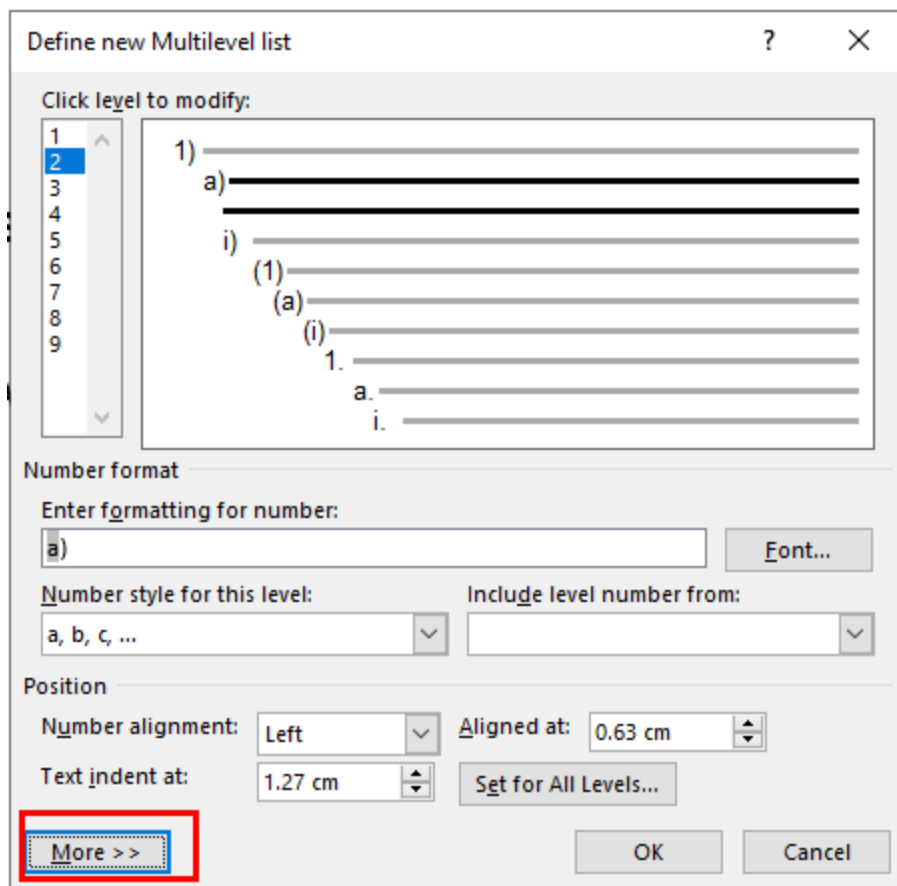 Define new Multilevel list ?
Click level to modify:
1
2
3
4
5
6
7
8
9
1)
a)
i)
(1)
(a)
(i)
1.
a.
i.
Number format
Enter formatting for number:
a) Font...
Number style for this level: Include level number from:
a, b, c, ...
Position
Number alignment: Left Aligned at: 0.63 cm
Text indent at: 1.27 cm Set for All Levels...
More >> OK Cancel